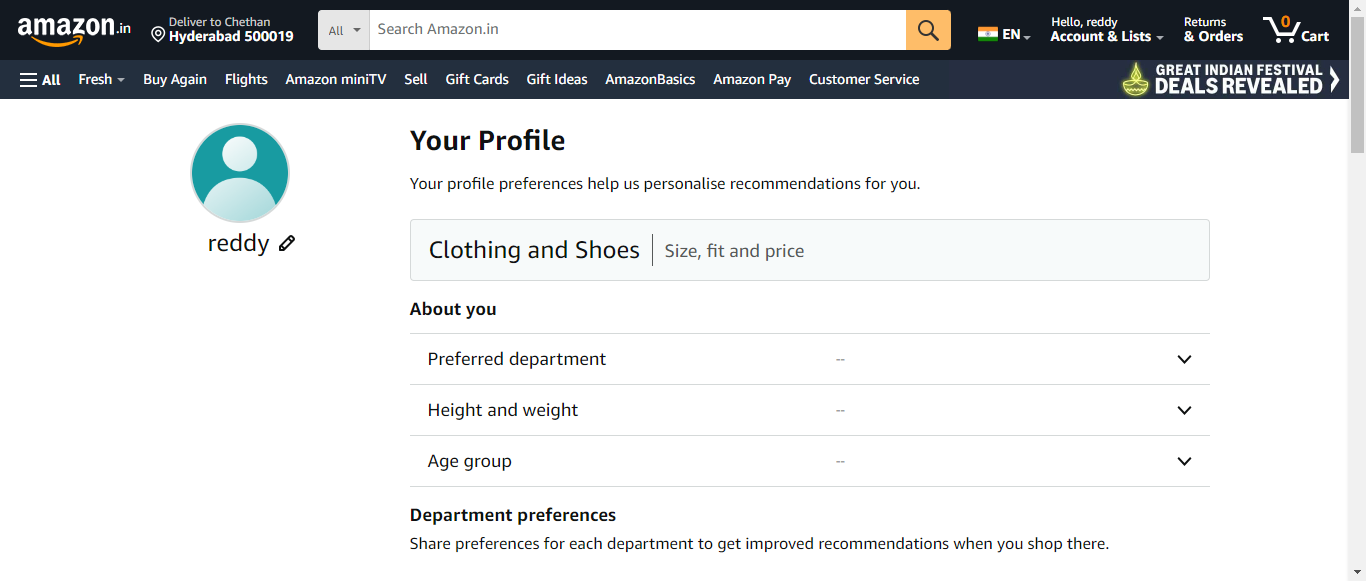 amazon.in
Deliver to Chethan
Hyderabad 500019
All
Search Amazon.in
EN
Hello, reddy
Account & Lists
Returns
& Orders
0
Cart
All
Fresh
Buy Again
Flights
Amazon miniTV
Sell
Gift Cards
Gift Ideas
AmazonBasics
Amazon Pay
Customer Service
GREAT INDIAN FESTIVAL
DEALS REVEALED
reddy
Your Profile
Your profile preferences help us personalise recommendations for you.
Clothing and Shoes | Size, fit and price
About you
Preferred department --
Height and weight --
Age group --
Department preferences
Share preferences for each department to get improved recommendations when you shop there.